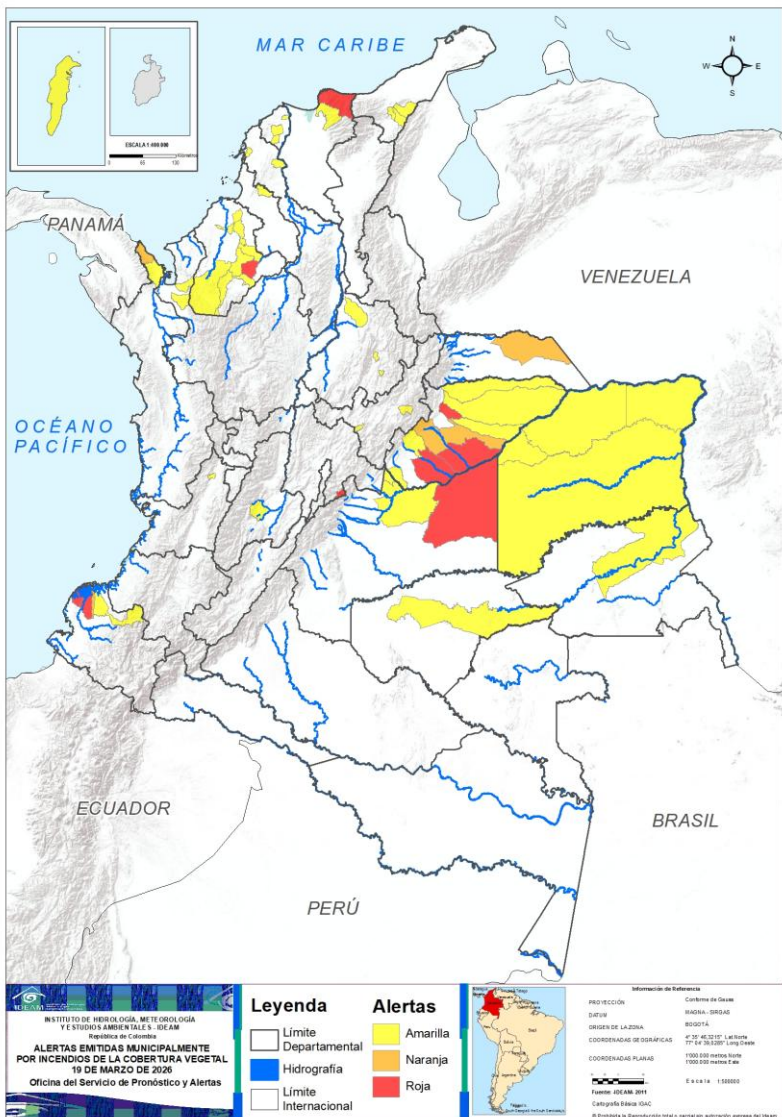 MAR CARIBE
N
W
E
S
ESCALA 1:400.000
PANAMÁ
VENEZUELA
OCÉANO
PACÍFICO
ECUADOR
BRASIL
PERÚ
IDEAM
INSTITUTO DE HIDROLOGÍA, METEOROLOGÍA
Y ESTUDIOS AMBIENTALES - IDEAM
República de Colombia
ALERTAS EMITIDAS MUNICIPALMENTE
POR INCENDIOS DE LA COBERTURA VEGETAL
19 DE MARZO DE 2026
Oficina del Servicio de Pronóstico y Alertas
Leyenda
Límite
Departamental
Hidrografía
Límite
Internacional
Alertas
Amarilla
Naranja
Roja
Información de Referencia
PROYECCIÓN
Conforme de Gauss
DATUM
MAGNA - SIRGAS
ORIGEN DE LA ZONA
BOGOTÁ
COORDENADAS GEOGRÁFICAS
COORDENADAS PLANAS
1'000.000 metros Norte
1'000.000 metros Este
Escala
Fuente: IDEAM 2011
Cartografía Básica IGAC